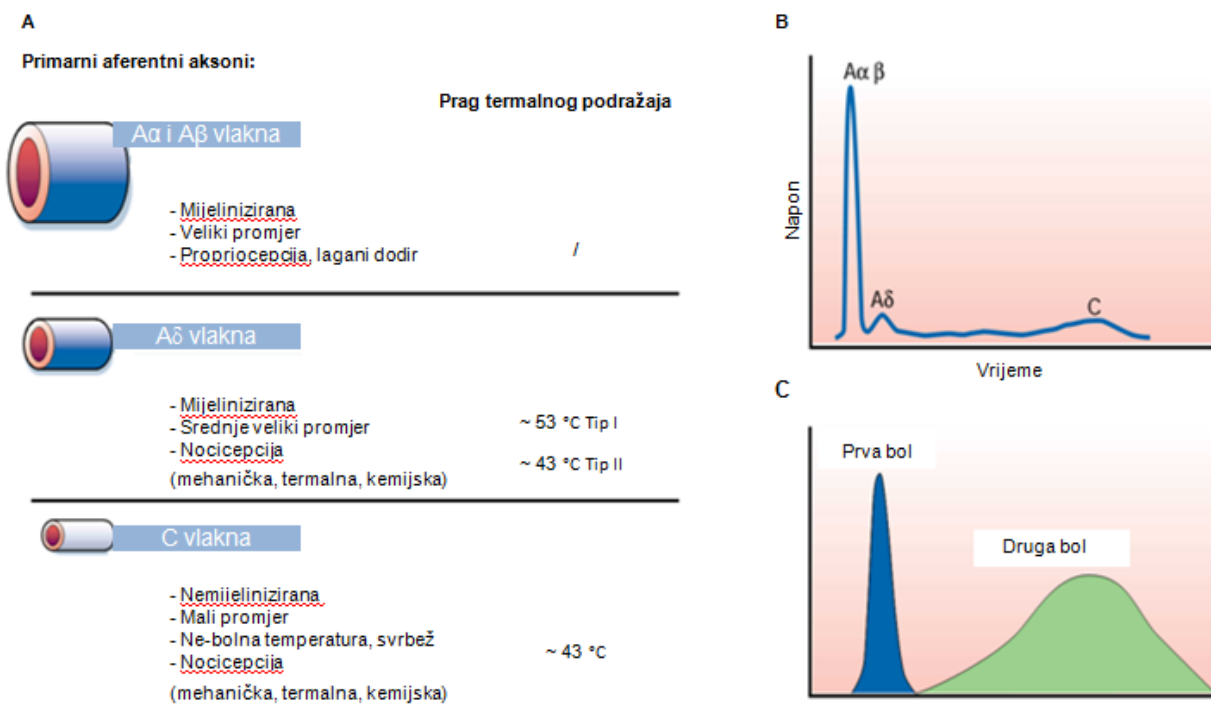 A
Primarni aferentni aksoni:
Prag termalnog podražaja
Aα i Aβ vlakna
- Mijelinizirana
- Veliki promjer
- Propriocepcija, lagani dodir
/
Aδ vlakna
- Mijelinizirana
- Srednje veliki promjer
- Nocicepcija
(mehanička, termalna, kemijska)
~ 53 °C Tip I
~ 43 °C Tip II
C vlakna
- Nemijelinizirana
- Mali promjer
- Ne-bolna temperatura, svrbež
- Nocicepcija
(mehanička, termalna, kemijska)
~ 43 °C
B
Napon
Aα β
Aδ
C
Vrijeme
C
Prva bol
Druga bol